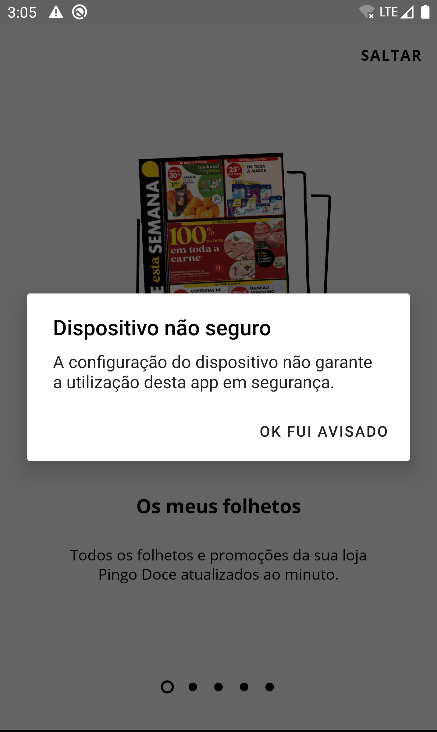 3:05
LTE
SALTAR
esta SEMANA
100%
em toda a
carne
Dispositivo não seguro
A configuração do dispositivo não garante
a utilização desta app em segurança.
OK FUI AVISADO
Os meus folhetos
Todos os folhetos e promoções da sua loja
Pingo Doce atualizados ao minuto.